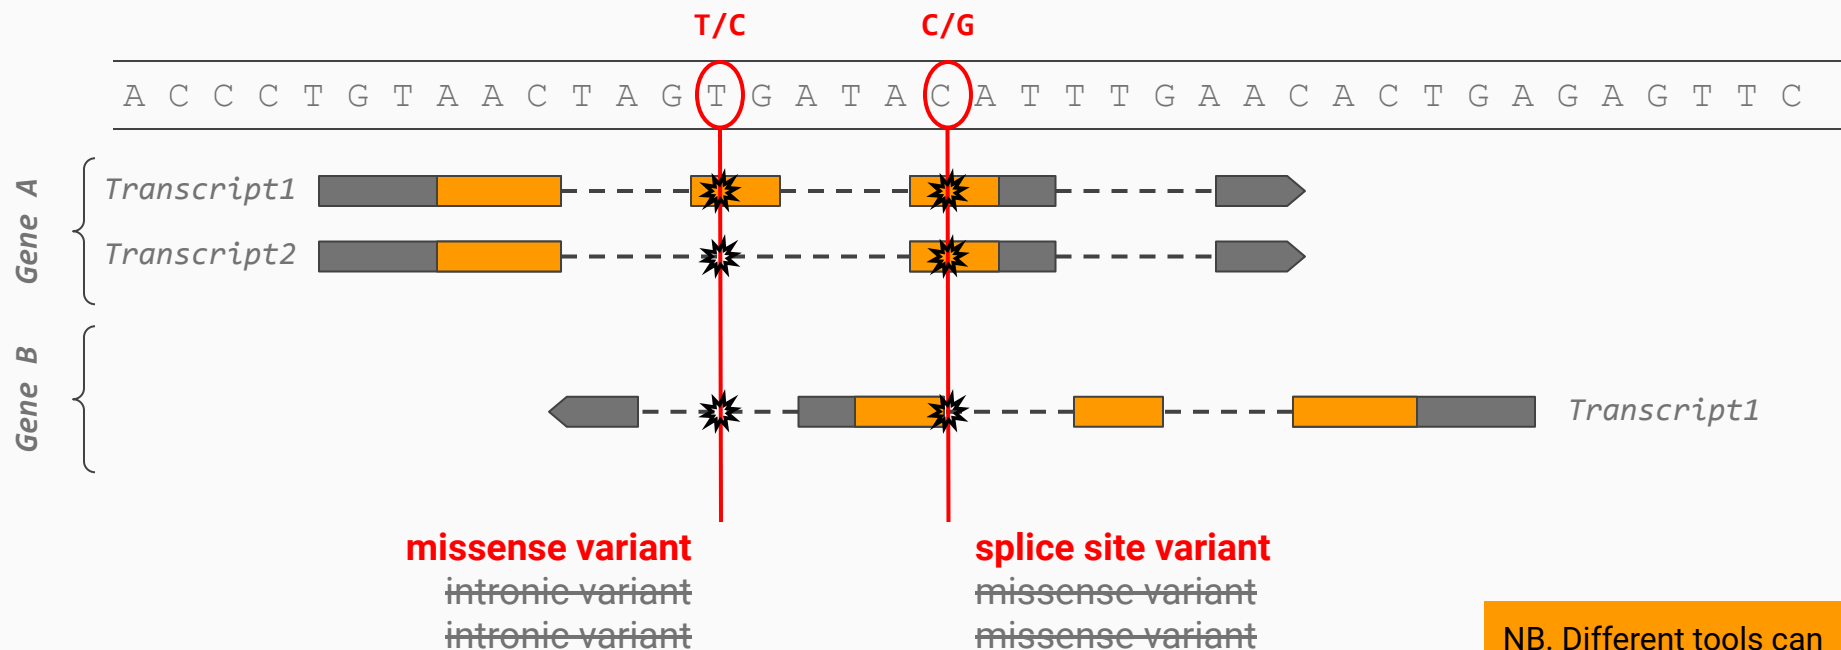 T/C C/G
A C C C T G T A A C T A G T G A T A C A T T T G A A C A C T G A G A G T T C
Gene A
Transcript1
Transcript2
Gene B
Transcript1
missense variant
intronic variant
intronic variant
splice site variant
missense variant
missense variant
NB. Different tools can